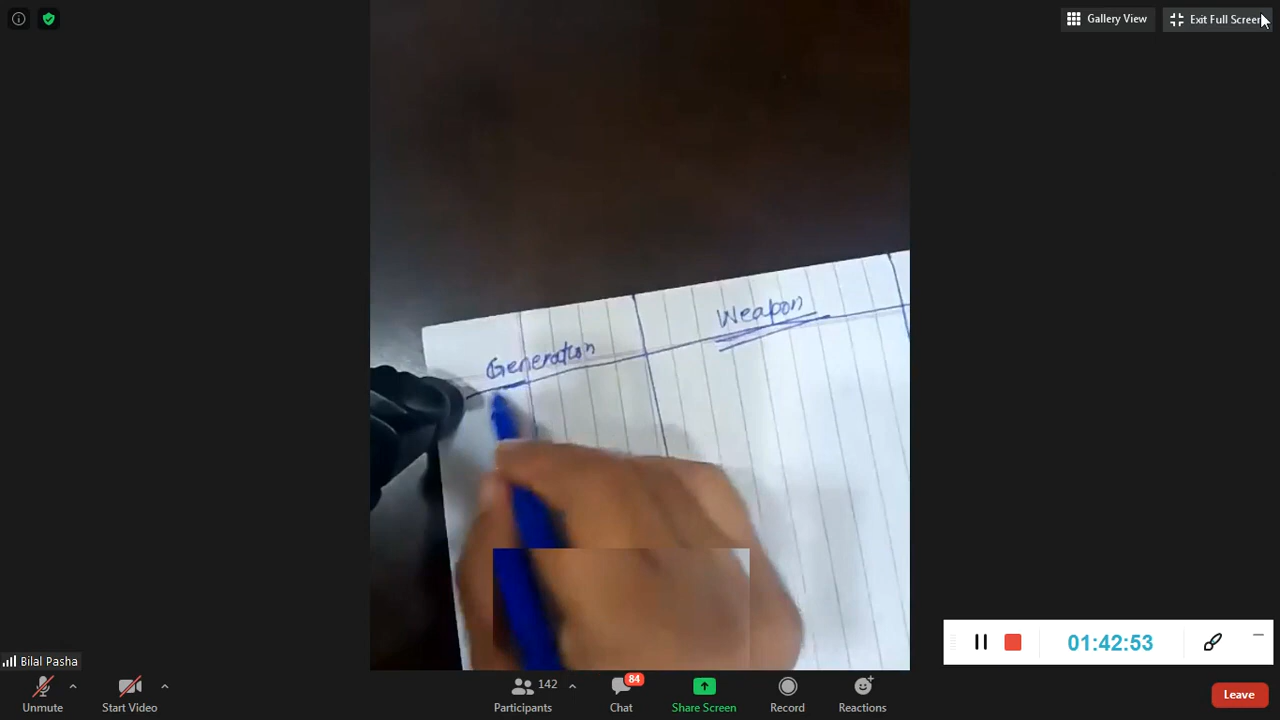 Gallery View
Exit Full Screen
Generation
Weapon
01:42:53
Bilal Pasha
Unmute
Start Video
142
Participants
84
Chat
Share Screen
Record
Reactions
Leave